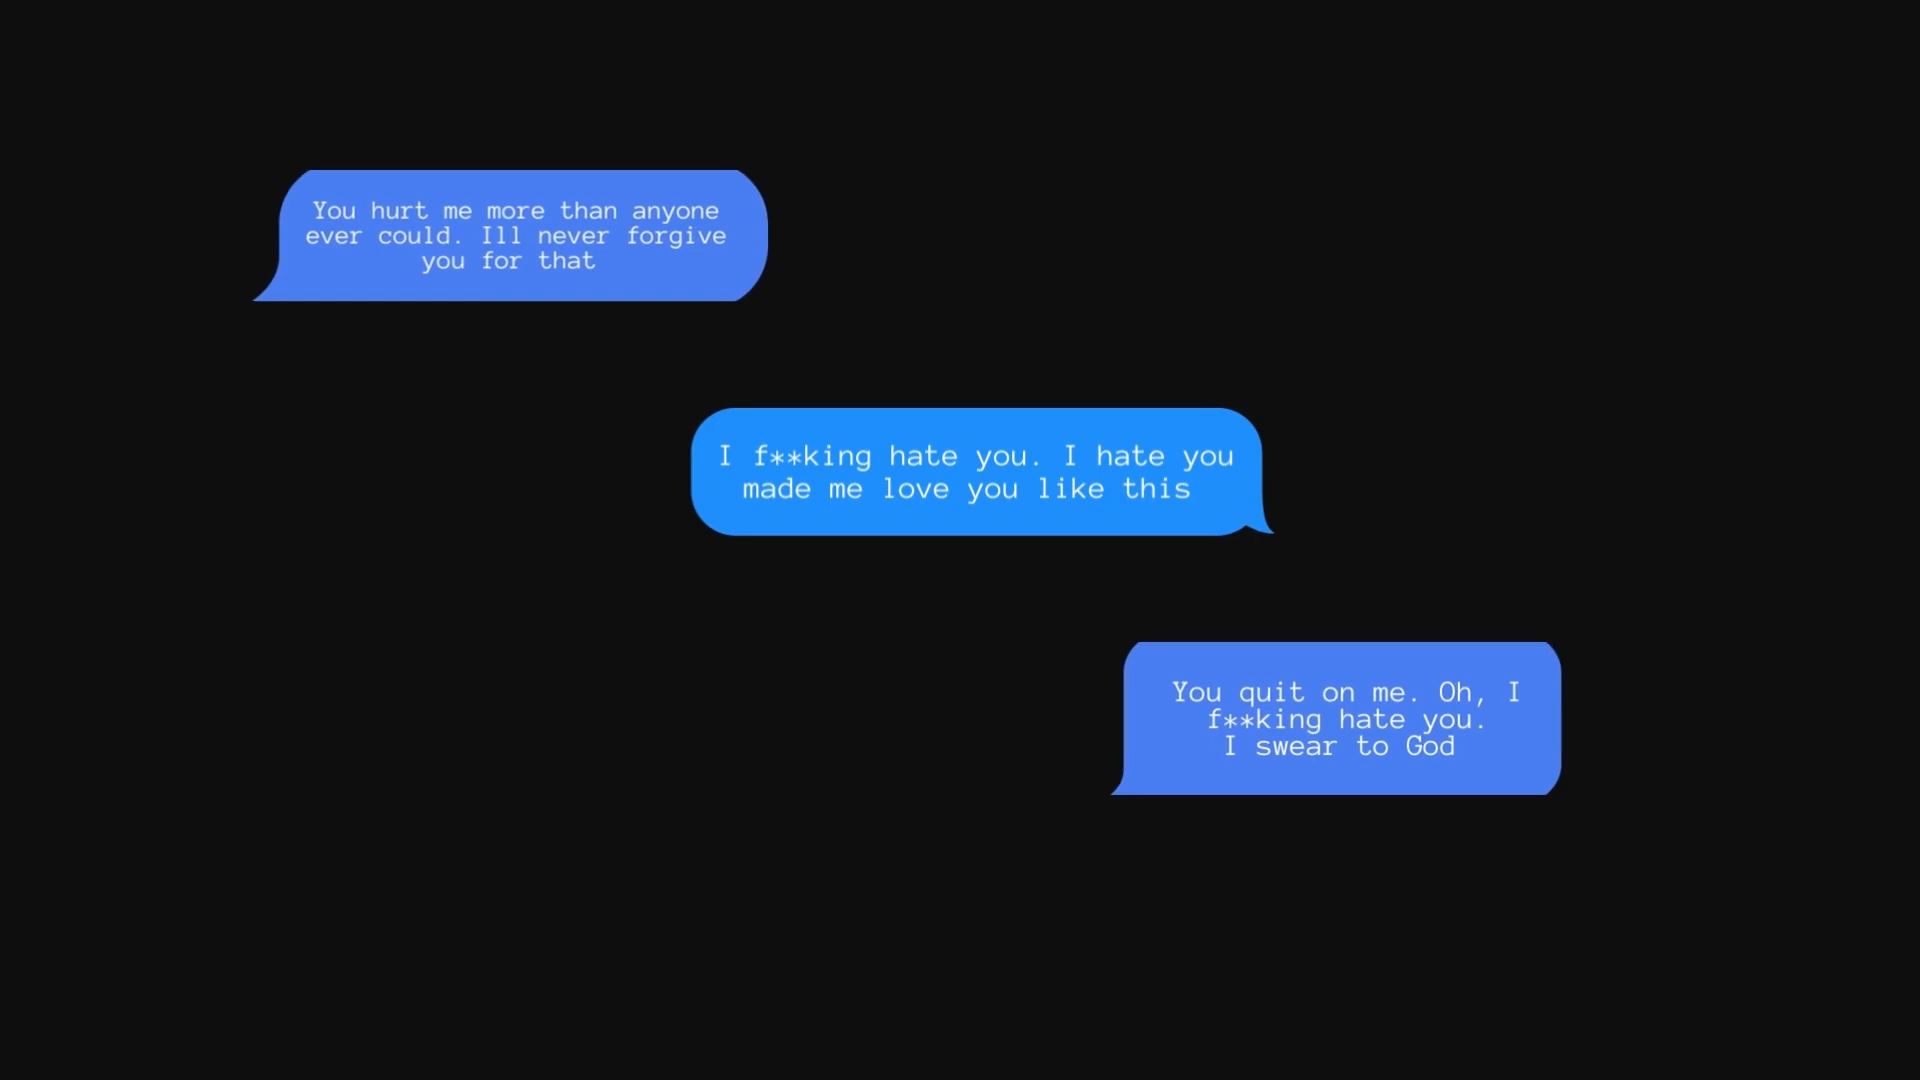 You hurt me more than anyone
ever could. Ill never forgive
you for that
I f**king hate you. I hate you
made me love you like this
You quit on me. Oh, I
f**king hate you.
I swear to God